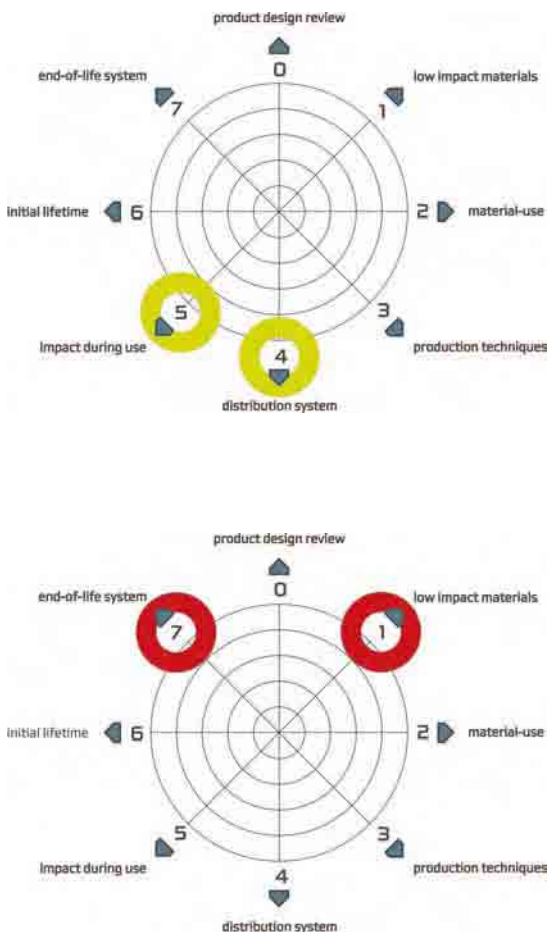 product design review
0
end-of-life system
low impact materials
7
1
initial lifetime
6
2
material-use
5
3
Impact during use
4
production techniques
distribution system
product design review
0
end-of-life system
low impact materials
7
1
initial lifetime
6
2
material-use
5
3
Impact during use
4
production techniques
distribution system